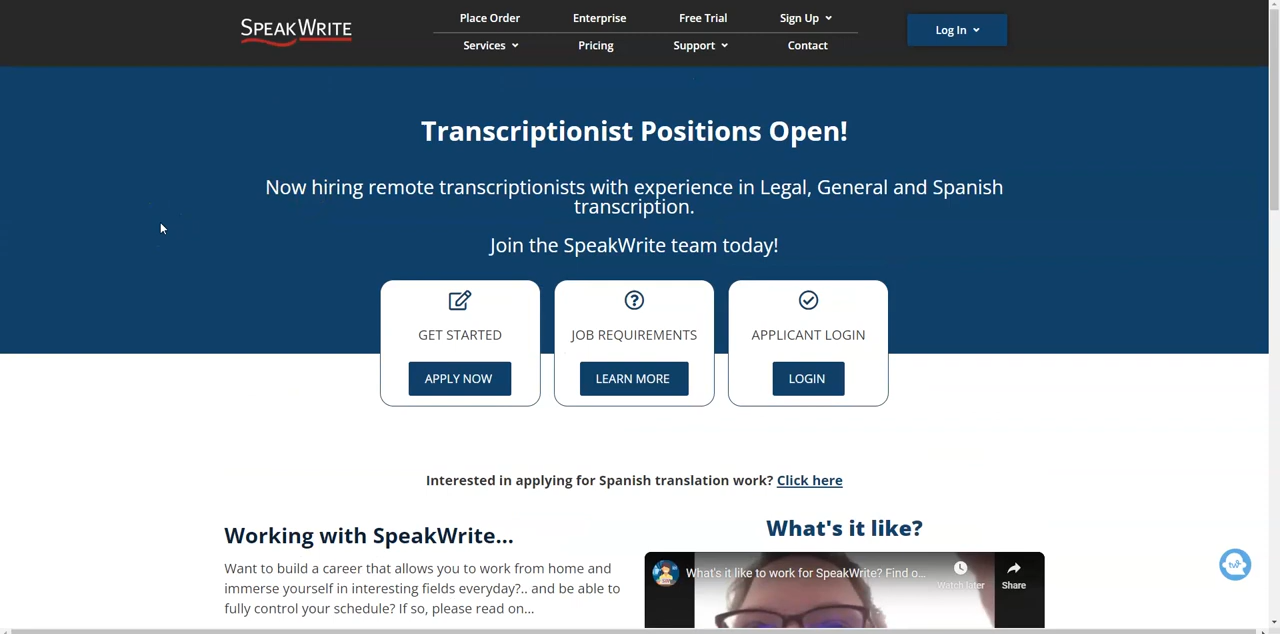 SPEAKWRITE
Place Order
Enterprise
Free Trial
Sign Up
Services
Pricing
Support
Contact
Log In
Transcriptionist Positions Open!
Now hiring remote transcriptionists with experience in Legal, General and Spanish
transcription.
Join the SpeakWrite team today!
GET STARTED
APPLY NOW
JOB REQUIREMENTS
LEARN MORE
APPLICANT LOGIN
LOGIN
Interested in applying for Spanish translation work? Click here
Working with SpeakWrite...
Want to build a career that allows you to work from home and
immerse yourself in interesting fields everyday?.. and be able to
fully control your schedule? If so, please read on...
What's it like?
What's it like to work for SpeakWrite? Find o...
Watch later
Share